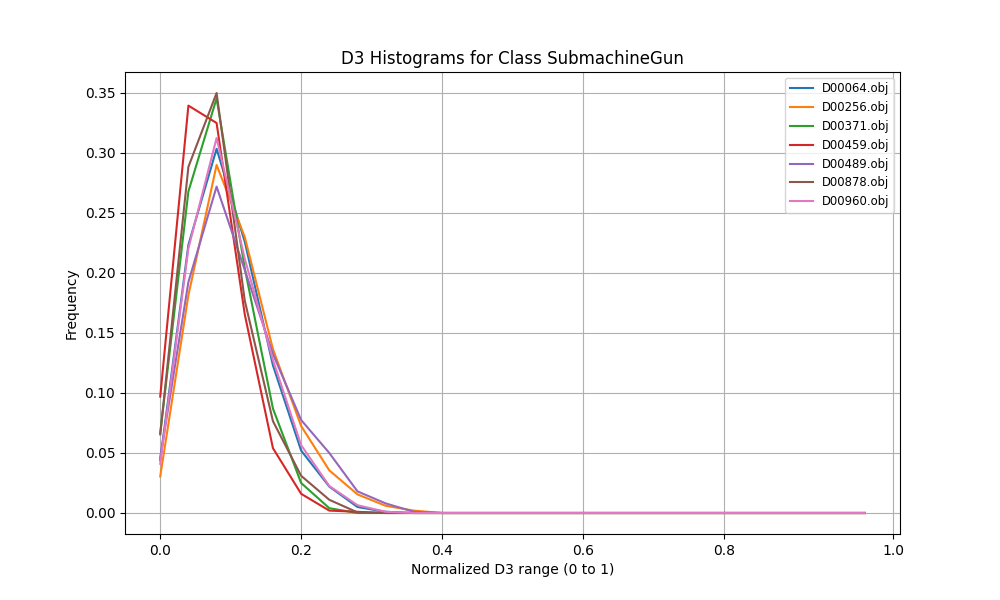 D3 Histograms for Class SubmachineGun
0.35
0.30
0.25
0.20
0.15
0.10
0.05
0.00
Frequency
D00064.obj
D00256.obj
D00371.obj
D00459.obj
D00489.obj
D00878.obj
D00960.obj
0.0 0.2 0.4 0.6 0.8 1.0
Normalized D3 range (0 to 1)